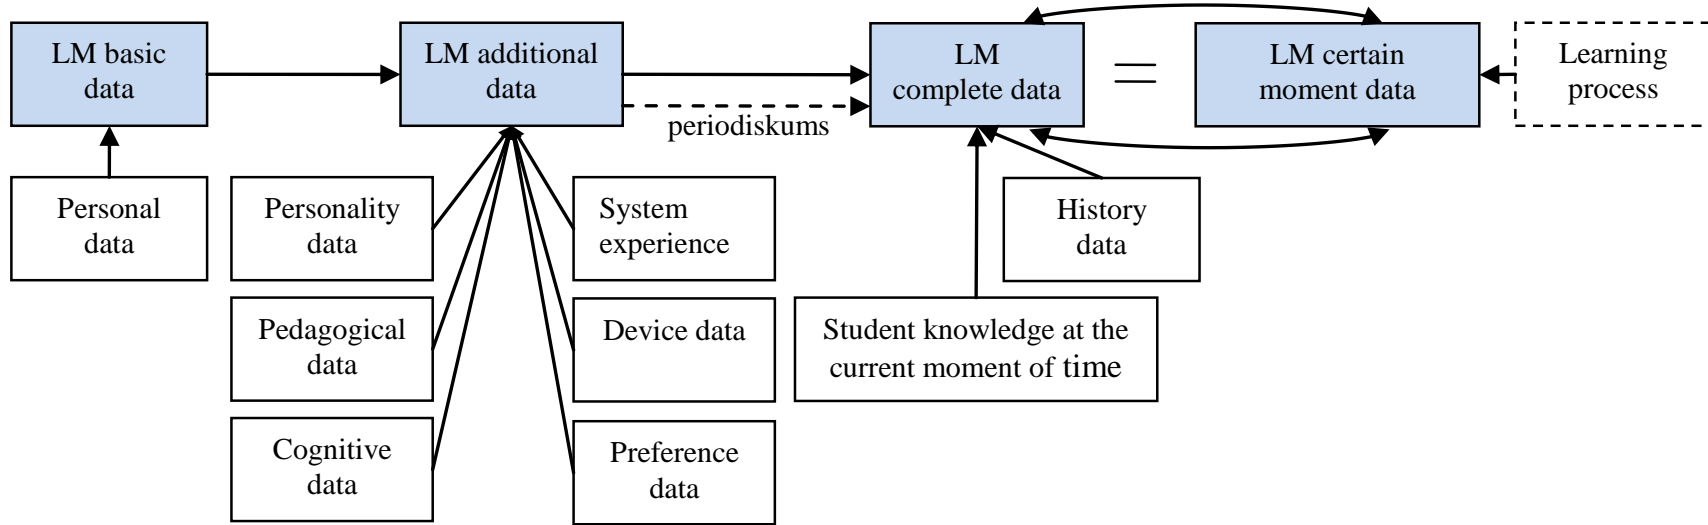 LM basic
data
LM additional
data
LM
complete data
=
LM certain
moment data
Learning
process
periodiskums
Personal
data
Personality
data
System
experience
History
data
Pedagogical
data
Device data
Student knowledge at the
current moment of time
Cognitive
data
Preference
data